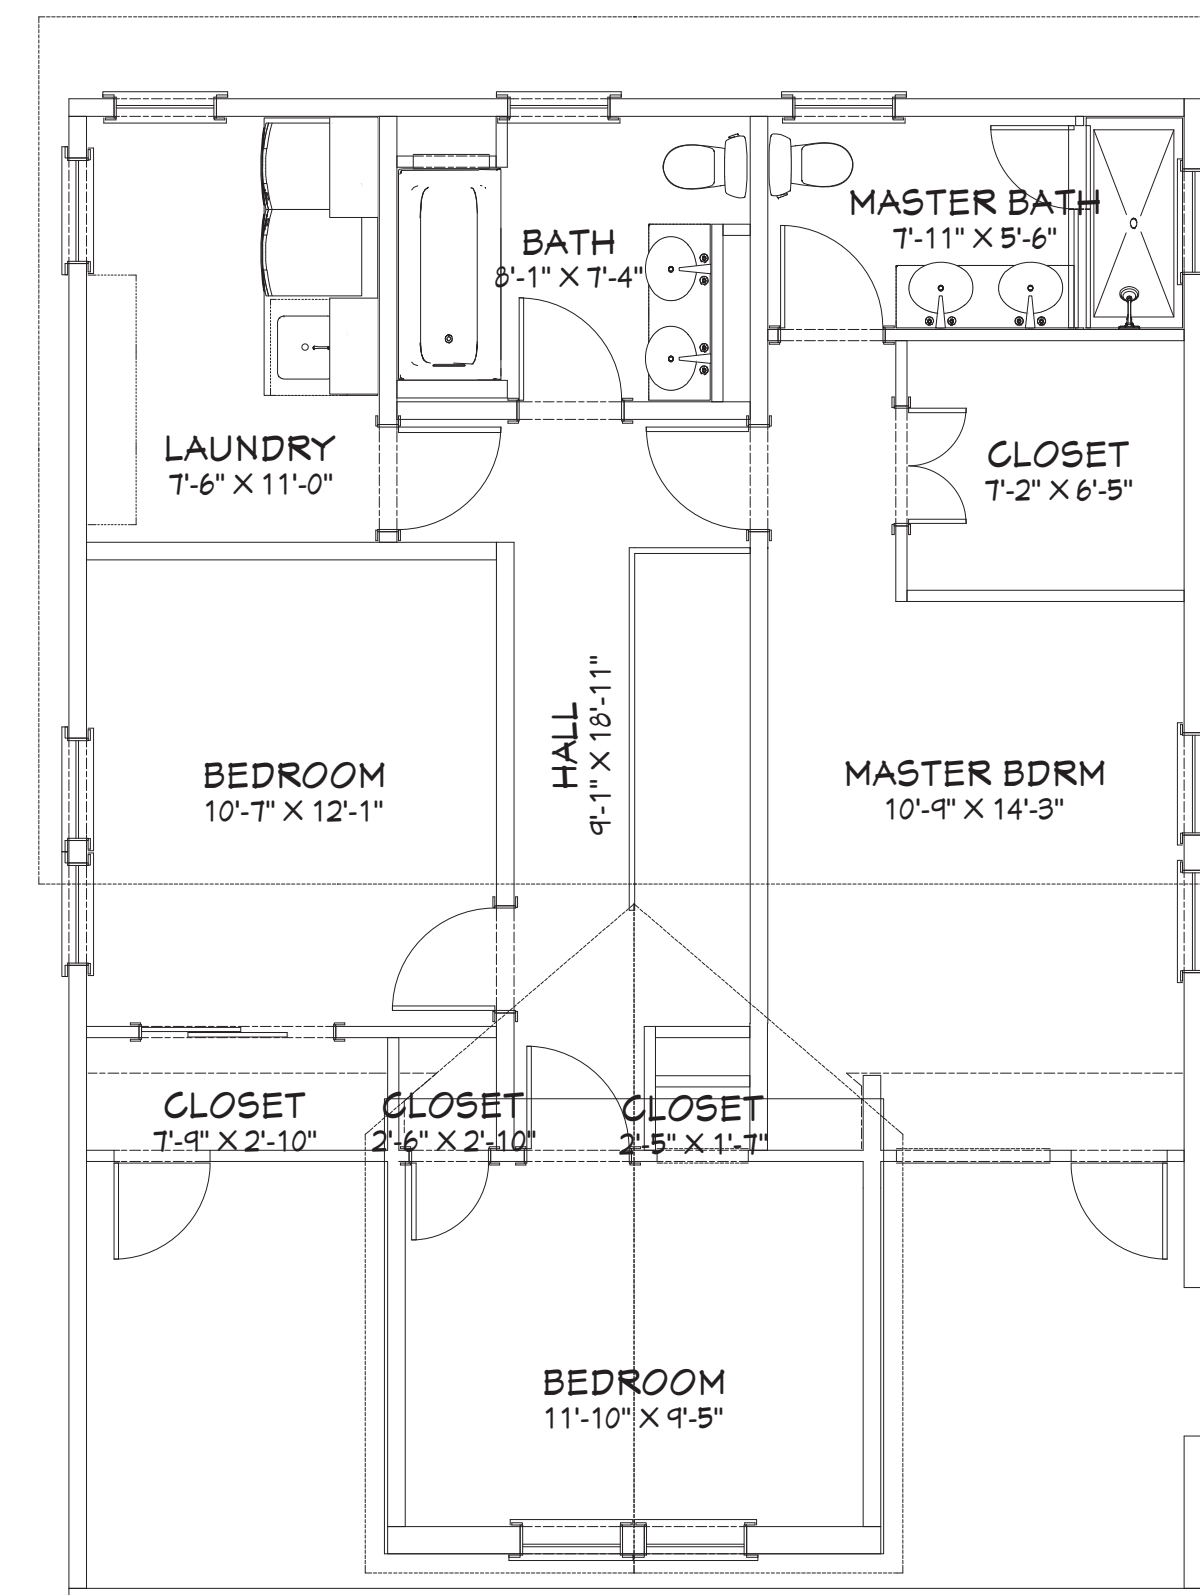 MASTER BATH
7'-11" X 5'-6"
BATH
8'-1" X 7'-4"
LAUNDRY
7'-6" X 11'-0"
CLOSET
7'-2" X 6'-5"
HALL
9'-1" X 18'-11"
BEDROOM
10'-7" X 12'-1"
MASTER BDRM
10'-9" X 14'-3"
CLOSET
7'-9" X 2'-10"
CLOSET
2'-6" X 2'-10"
CLOSET
2'-5" X 1'-7"
BEDROOM
11'-10" X 9'-5"